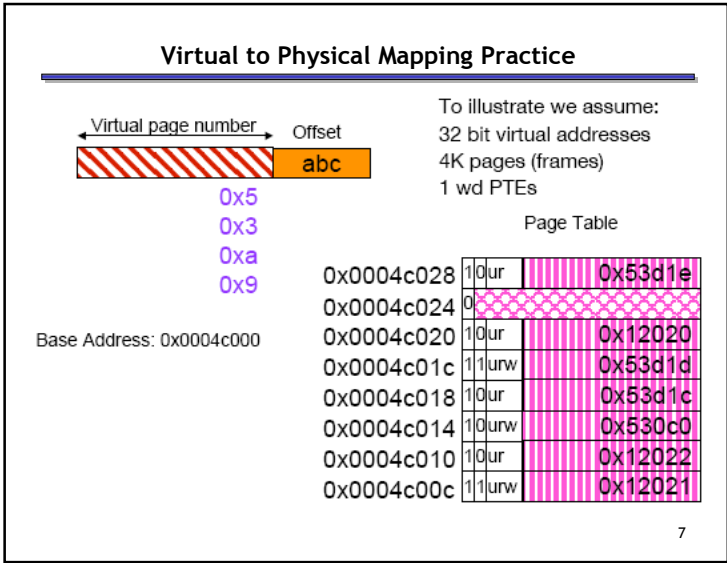 Virtual to Physical Mapping Practice
Virtual page number
Offset
abc
0x5
0x3
0xa
0x9
Base Address: 0x0004c000
To illustrate we assume:
32 bit virtual addresses
4K pages (frames)
1 wd PTEs
Page Table
0x0004c028 1 0 ur 0x53d1e
0x0004c024 0
0x0004c020 1 0 ur 0x12020
0x0004c01c 1 1 urw 0x53d1d
0x0004c018 1 0 ur 0x53d1c
0x0004c014 1 0 urw 0x530c0
0x0004c010 1 0 ur 0x12022
0x0004c00c 1 1 urw 0x12021
7